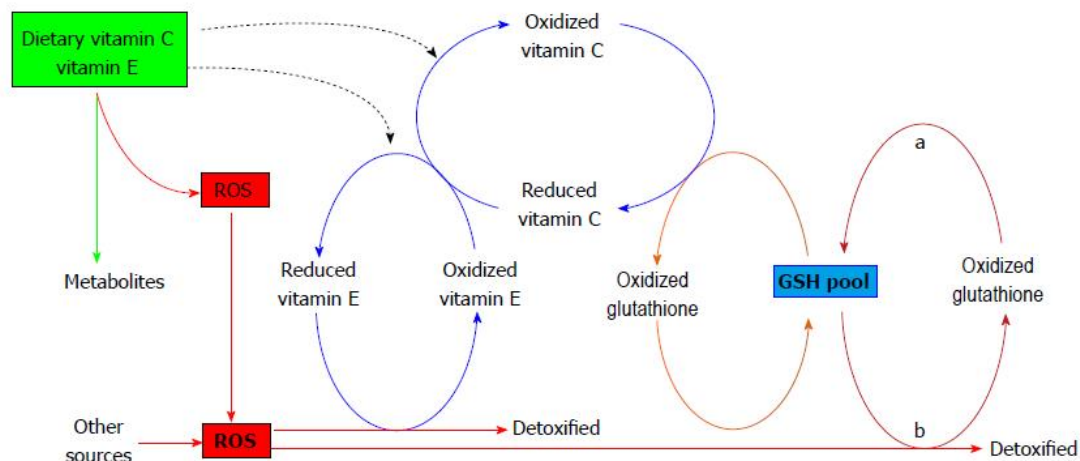 Dietary vitamin C
vitamin E
Oxidized
vitamin C
a
ROS
Reduced
vitamin C
Metabolites
Reduced
vitamin E
Oxidized
vitamin E
Oxidized
glutathione
GSH pool
Oxidized
glutathione
Other
sources
ROS
Detoxified
b
Detoxified